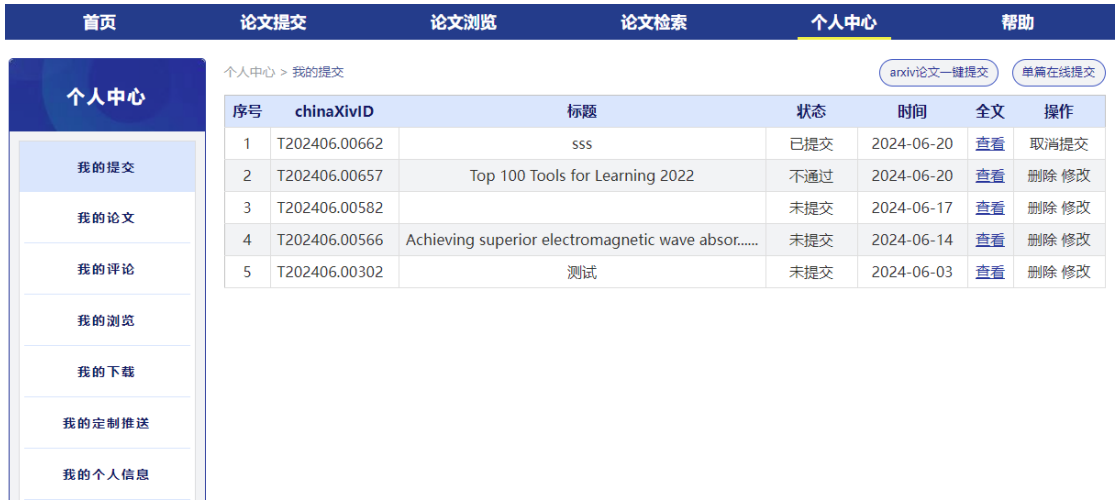 首页 论文提交 论文浏览 论文检索 个人中心 帮助
个人中心
我的提交
我的论文
我的评论
我的浏览
我的下载
我的定制推送
我的个人信息
个人中心 > 我的提交
arxiv论文一键提交 单篇在线提交
序号 chinaXivID 标题 状态 时间 全文 操作
1 T202406.00662 sss 已提交 2024-06-20 查看 取消提交
2 T202406.00657 Top 100 Tools for Learning 2022 不通过 2024-06-20 查看 删除 修改
3 T202406.00582 未提交 2024-06-17 查看 删除 修改
4 T202406.00566 Achieving superior electromagnetic wave absor...... 未提交 2024-06-14 查看 删除 修改
5 T202406.00302 测试 未提交 2024-06-03 查看 删除 修改